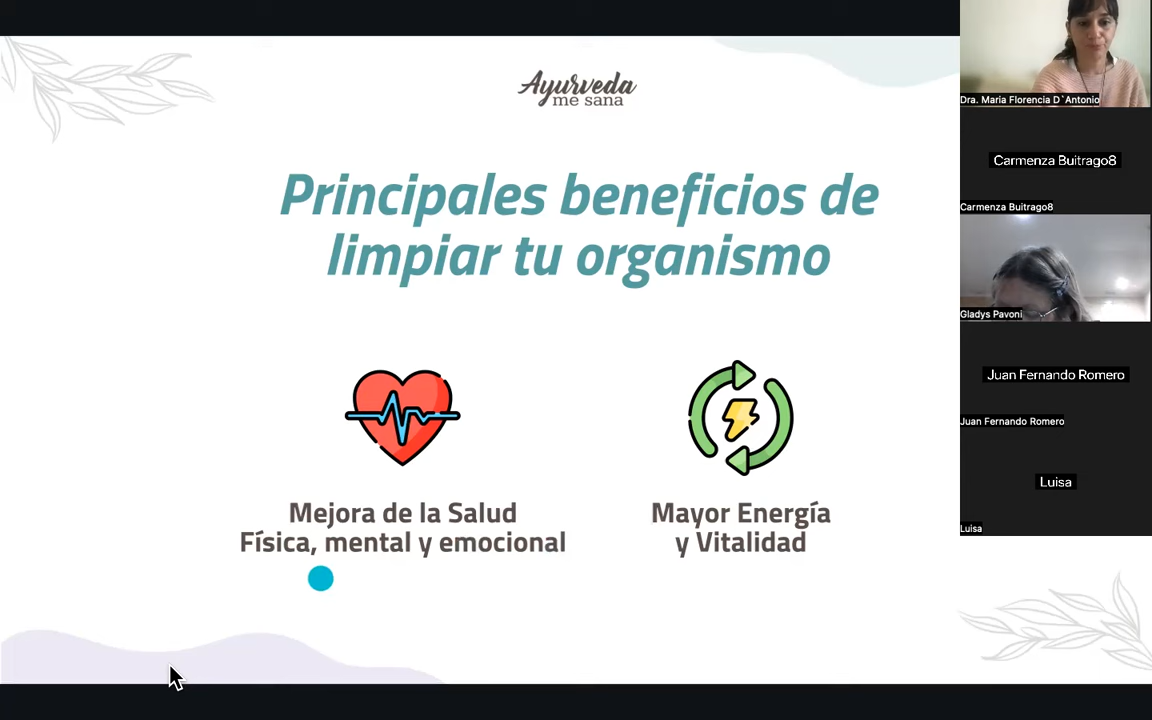 Ayurveda
me sana
Principales beneficios de
limpiar tu organismo
Mejora de la Salud
Física, mental y emocional
Mayor Energía
y Vitalidad
Dra. Maria Florencia D`Antonio
Carmenza Buitrago8
Carmenza Buitrago8
Gladys Pavoni
Juan Fernando Romero
Juan Fernando Romero
Luisa
Luisa